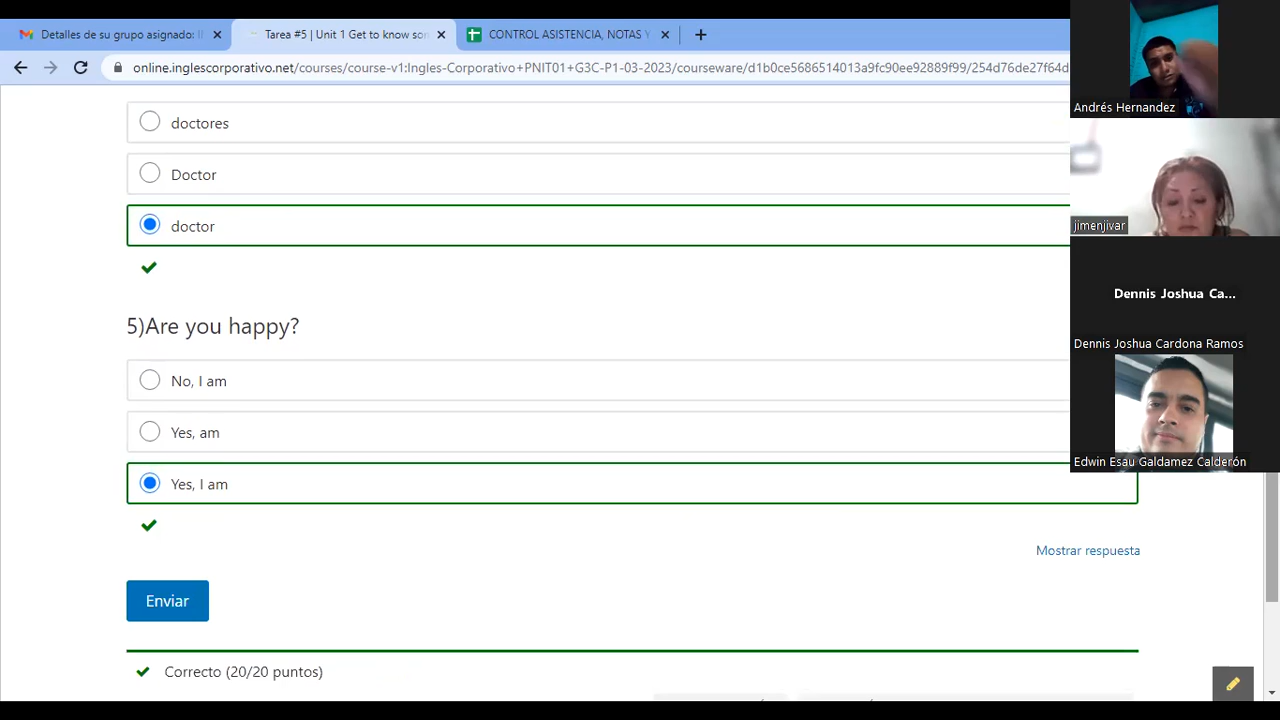 Detalles de su grupo asignado: I
Tarea #5 | Unit 1 Get to know son
CONTROL ASISTENCIA, NOTAS Y
online.inglescorporativo.net/courses/course-v1:Ingles-Corporativo+PNIT01+G3C-P1-03-2023/courseware/d1b0ce5686514013a9fc90ee92889f99/254d76de27f64d
doctores
Doctor
doctor
5)Are you happy?
No, I am
Yes, am
Yes, I am
Mostrar respuesta
Enviar
Correcto (20/20 puntos)
Andrés Hernandez
jimenjivar
Dennis Joshua Ca...
Dennis Joshua Cardona Ramos
Edwin Esau Galdamez Calderón